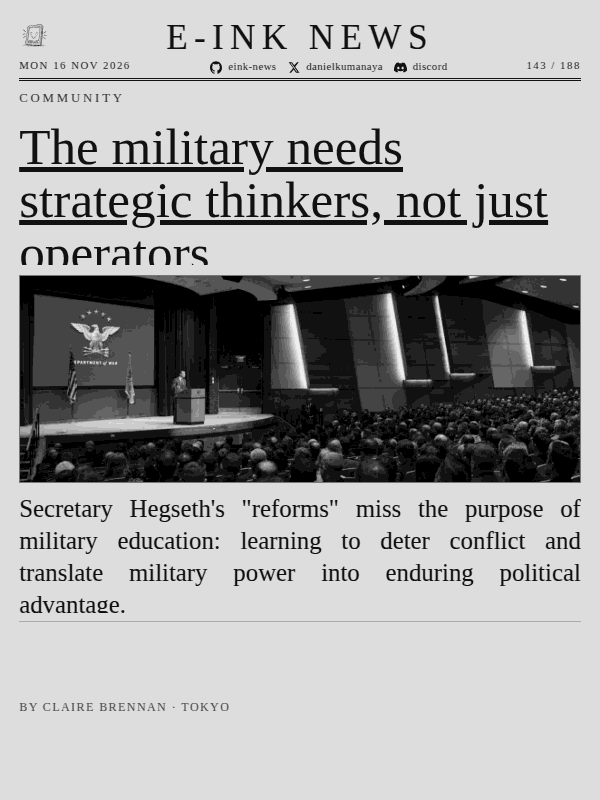 E-INK NEWS
MON 16 NOV 2026
eink-news
danielkumanaya
discord
143 / 188
COMMUNITY
The military needs
strategic thinkers, not just
operators
DEPARTMENT of WAR
Secretary Hegseth's "reforms" miss the purpose of
military education: learning to deter conflict and
translate military power into enduring political
advantage.
BY CLAIRE BRENNAN · TOKYO